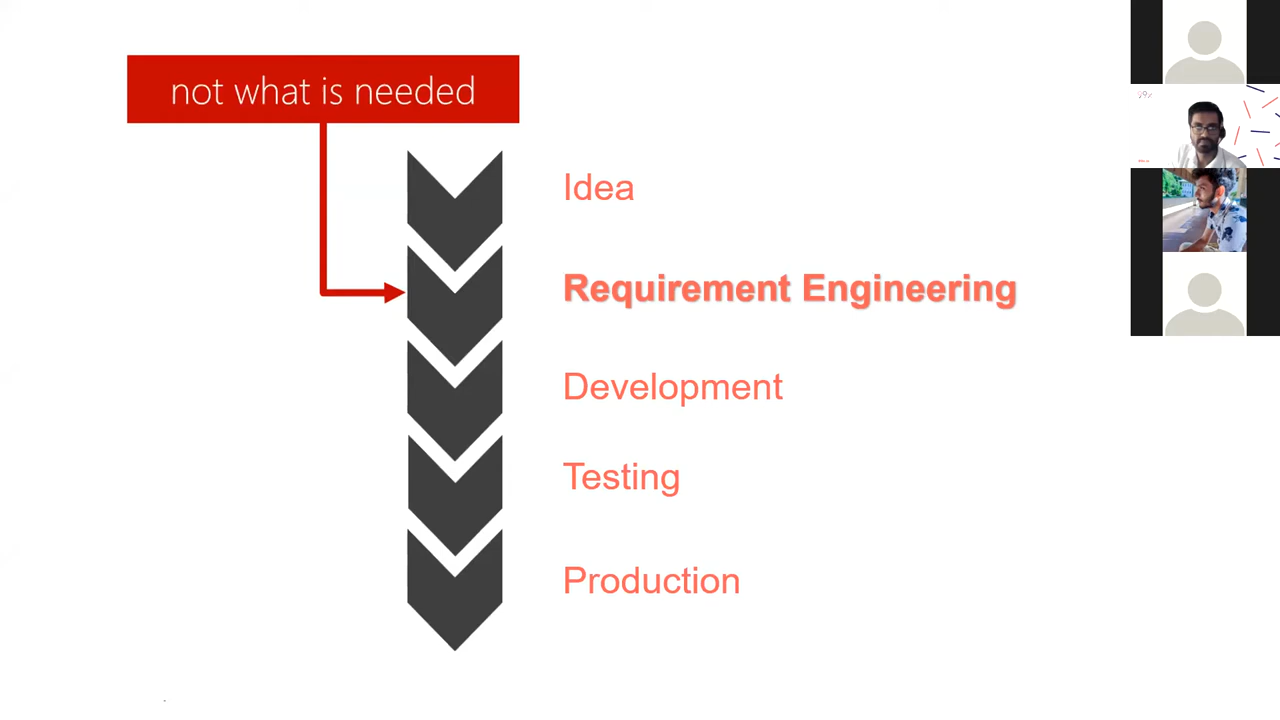 not what is needed
Idea
Requirement Engineering
Development
Testing
Production